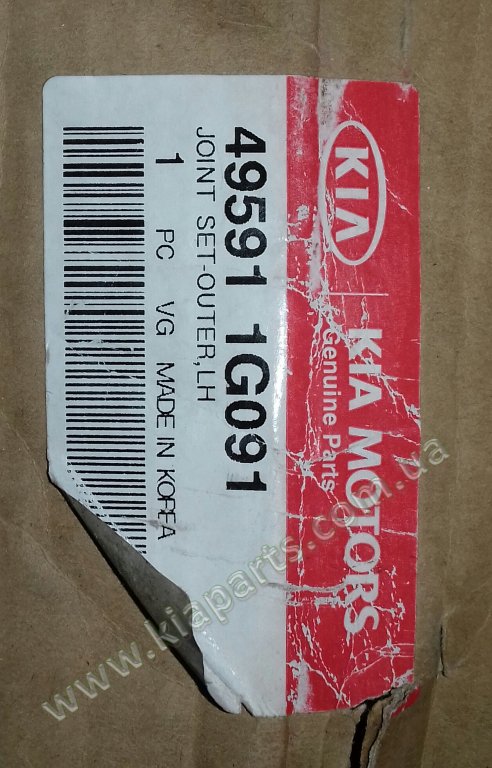 KIA
KIA MOTORS
Genuine Parts
49591 1G091
JOINT SET-OUTER,LH
1 PC VG MADE IN KOREA
www.kiaparts.com.ua